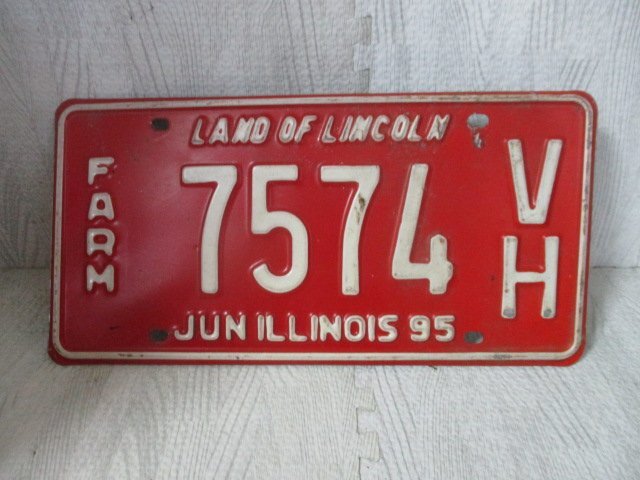 LAND OF LINCOLN
FARM
7574
VH
JUN ILLINOIS 95